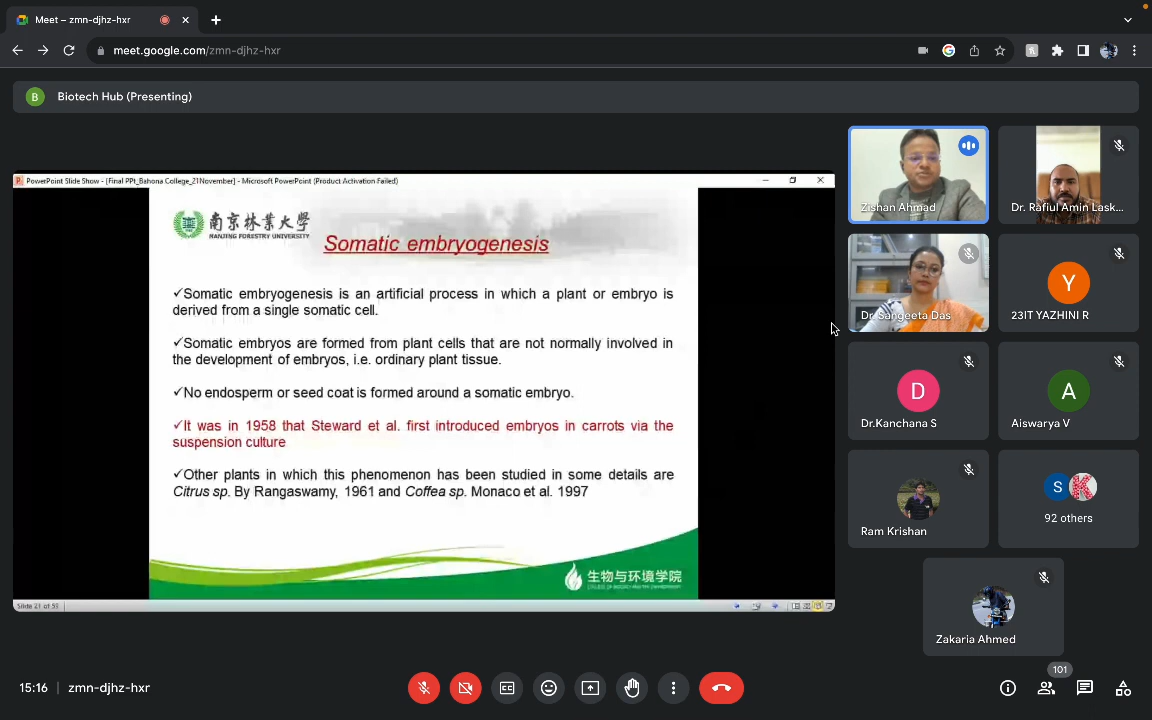 Meet – zmn-djhz-hxr
meet.google.com/zmn-djhz-hxr
B
Biotech Hub (Presenting)
PowerPoint Slide Show - [Final PPt_Bahona College_21November] - Microsoft PowerPoint (Product Activation Failed)
南京林業大學
NANJING FORESTRY UNIVERSITY
Somatic embryogenesis
✓Somatic embryogenesis is an artificial process in which a plant or embryo is
derived from a single somatic cell.
✓Somatic embryos are formed from plant cells that are not normally involved in
the development of embryos, i.e. ordinary plant tissue.
✓No endosperm or seed coat is formed around a somatic embryo.
✓It was in 1958 that Steward et al. first introduced embryos in carrots via the
suspension culture
✓Other plants in which this phenomenon has been studied in some details are
Citrus sp. By Rangaswamy, 1961 and Coffea sp. Monaco et al. 1997
生物与环境学院
Zishan Ahmad
Dr. Rafiul Amin Lask...
Dr. Sangeeta Das
Y
23IT YAZHINI R
D
Dr.Kanchana S
A
Aiswarya V
Ram Krishan
S K
92 others
Zakaria Ahmed
15:16 | zmn-djhz-hxr
101